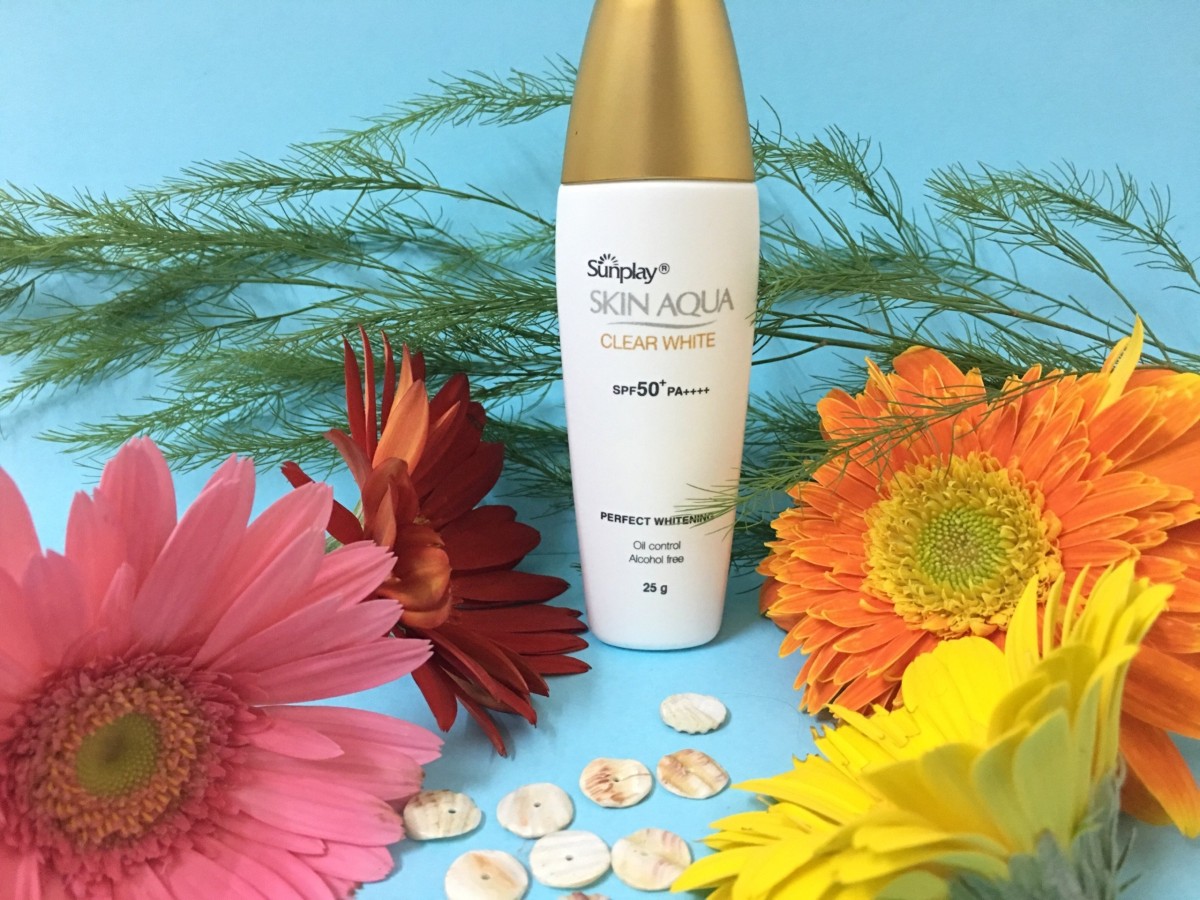 Sunplay®
SKIN AQUA
CLEAR WHITE
SPF50+ PA++++
PERFECT WHITENING
Oil control
Alcohol free
25 g